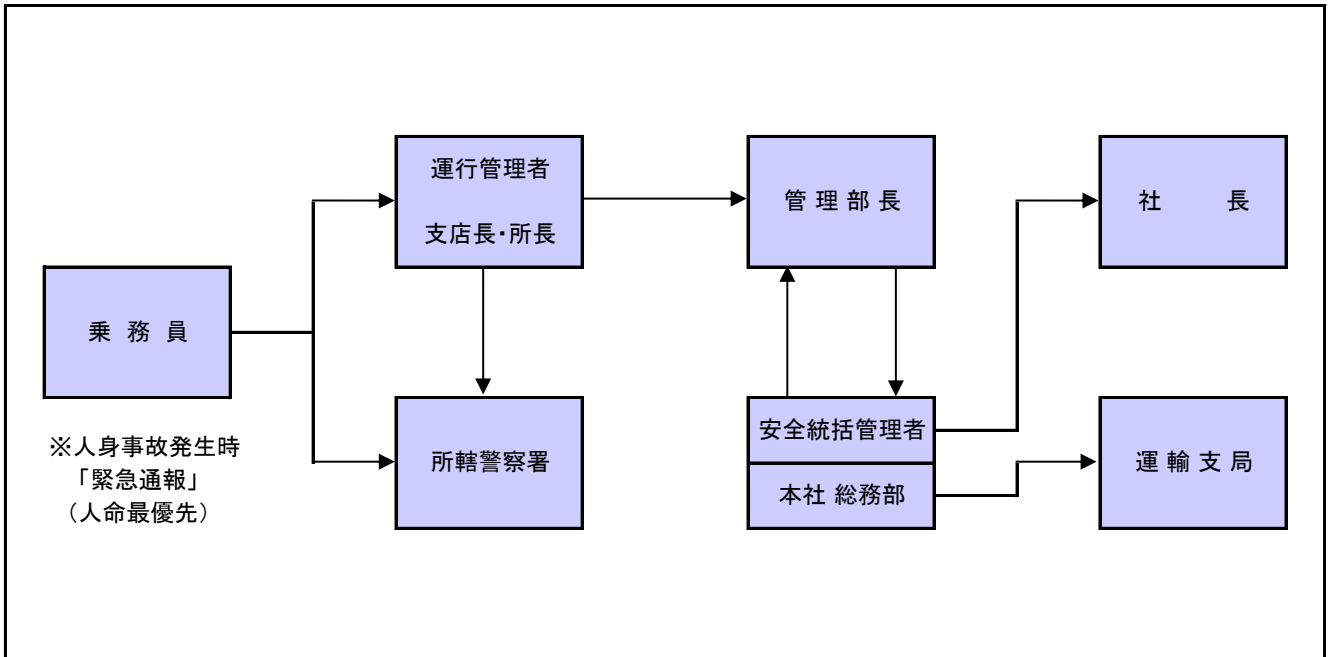 運行管理者
支店長・所長
管 理 部 長
社 長
乗 務 員
※人身事故発生時
「緊急通報」
（人命最優先）
所轄警察署
安全統括管理者
本社 総務部
運 輸 支 局